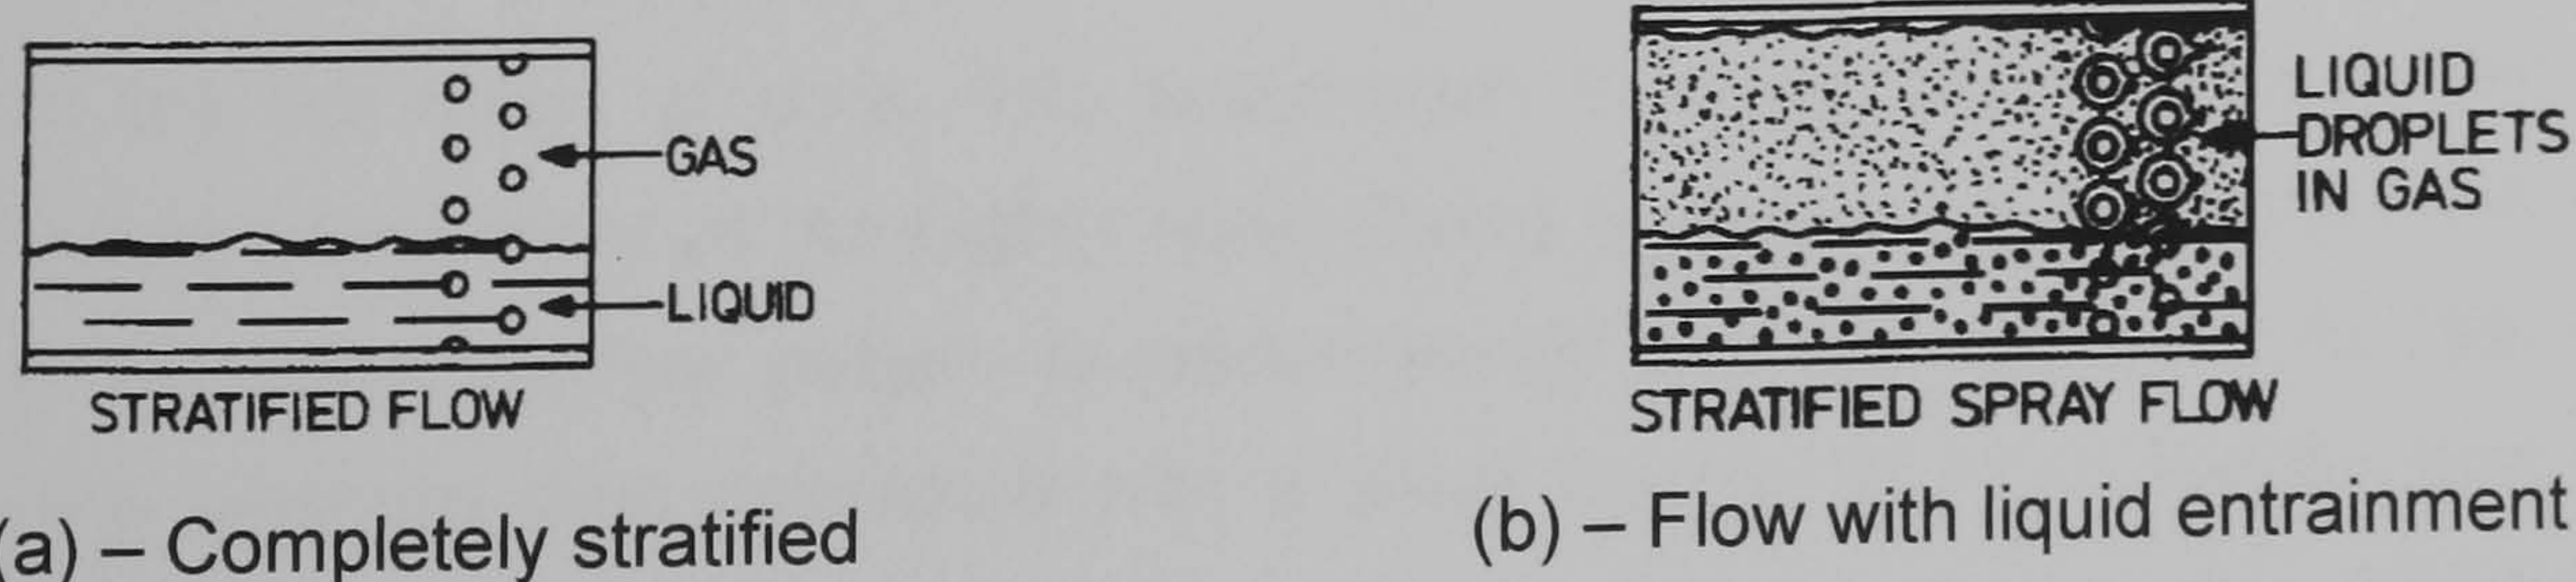 GAS
LIQUID
STRATIFIED FLOW
(a) – Completely stratified
LIQUID
DROPLETS
IN GAS
STRATIFIED SPRAY FLOW
(b) – Flow with liquid entrainment